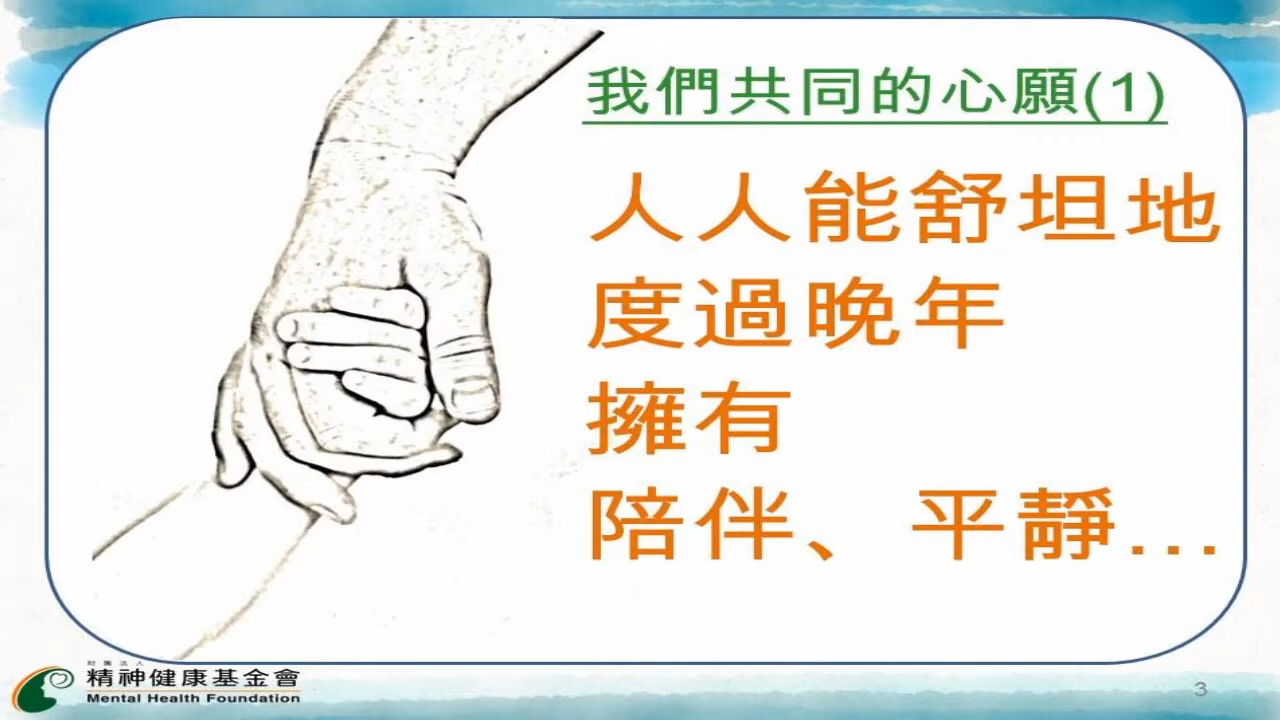 我們共同的心願(1)
人人能舒坦地
度過晚年
擁有
陪伴、平靜...
財團法人
精神健康基金會
Mental Health Foundation
3